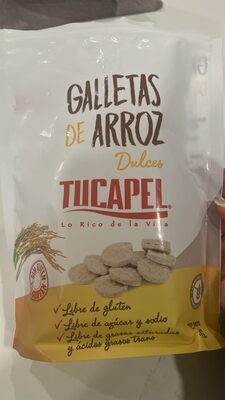 GALLETAS
DE ARROZ
Dulces
TUCAPEL®
Lo Rico de la Vida
Libre de gluten
Libre de azúcar y sodio
Libre de grasas saturadas
y ácidos grasos trans